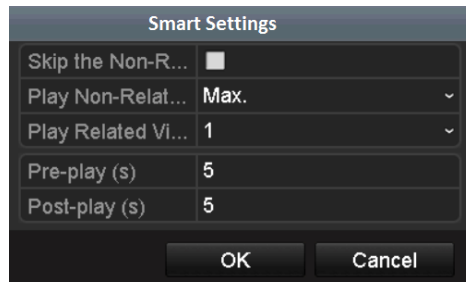 Smart Settings
Skip the Non-R...
Play Non-Relat... Max.
Play Related Vi... 1
Pre-play (s) 5
Post-play (s) 5
OK Cancel